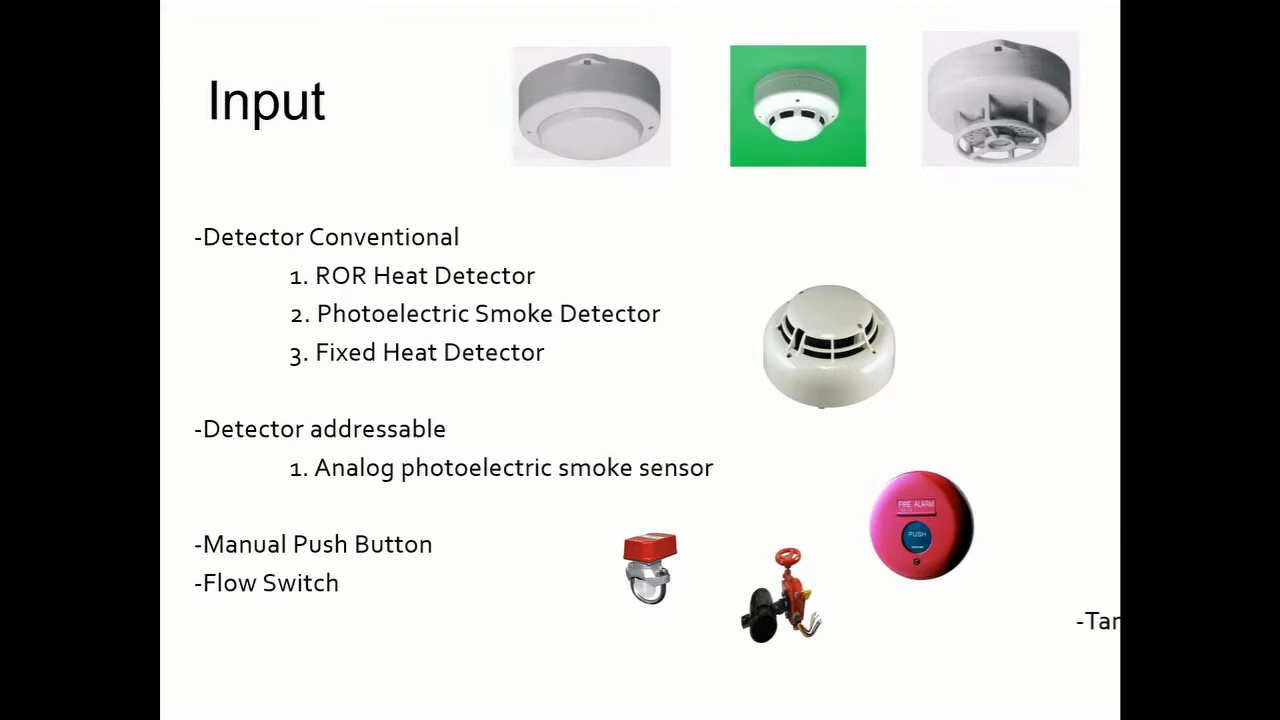 Input
-Detector Conventional
1. ROR Heat Detector
2. Photoelectric Smoke Detector
3. Fixed Heat Detector
-Detector addressable
1. Analog photoelectric smoke sensor
FIRE ALARM
PUSH
-Manual Push Button
-Flow Switch
-Tar